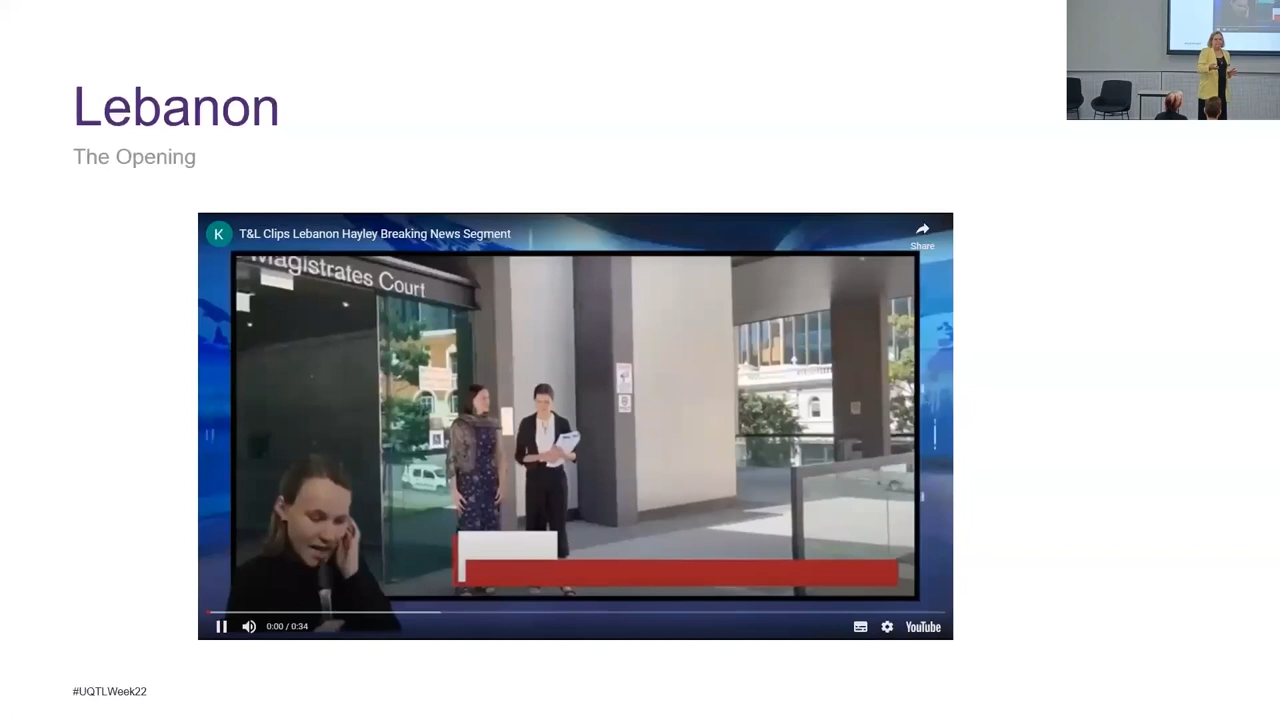 Lebanon
The Opening
K
T&L Clips Lebanon Hayley Breaking News Segment
Share
Magistrates Court
0:00 / 0:34
YouTube
#UQTLWeek22